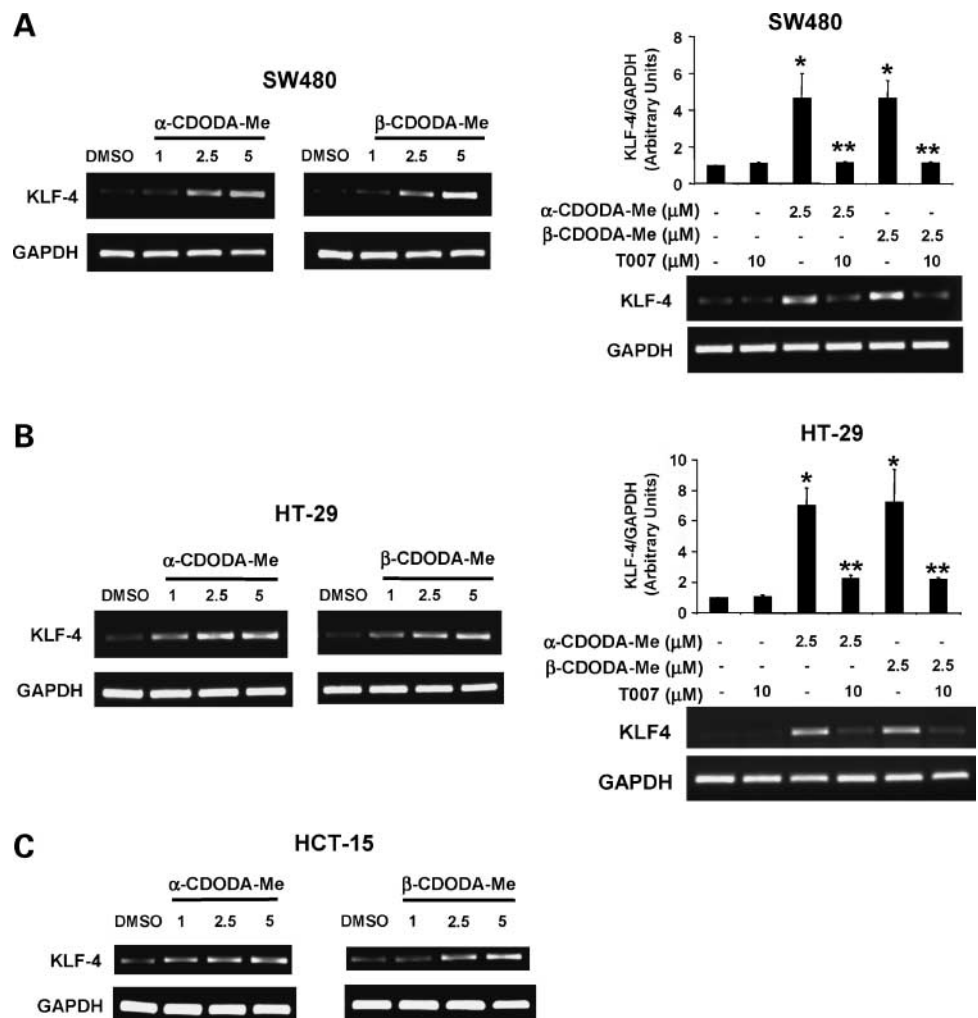 A
SW480
α-CDODA-Me
β-CDODA-Me
DMSO 1 2.5 5
DMSO 1 2.5 5
KLF-4
GAPDH
SW480
KLF-4/GAPDH
(Arbitrary Units)
8
6
4
2
0
* ** * **
α-CDODA-Me (μM) - - 2.5 2.5 - -
β-CDODA-Me (μM) - - - - 2.5 2.5
T007 (μM) - 10 - 10 - 10
KLF-4
GAPDH
B
HT-29
α-CDODA-Me
β-CDODA-Me
DMSO 1 2.5 5
DMSO 1 2.5 5
KLF-4
GAPDH
HT-29
KLF-4/GAPDH
(Arbitrary Units)
10
8
6
4
2
0
* ** * **
α-CDODA-Me (μM) - - 2.5 2.5 - -
β-CDODA-Me (μM) - - - - 2.5 2.5
T007 (μM) - 10 - 10 - 10
KLF4
GAPDH
C
HCT-15
α-CDODA-Me
β-CDODA-Me
DMSO 1 2.5 5
DMSO 1 2.5 5
KLF-4
GAPDH